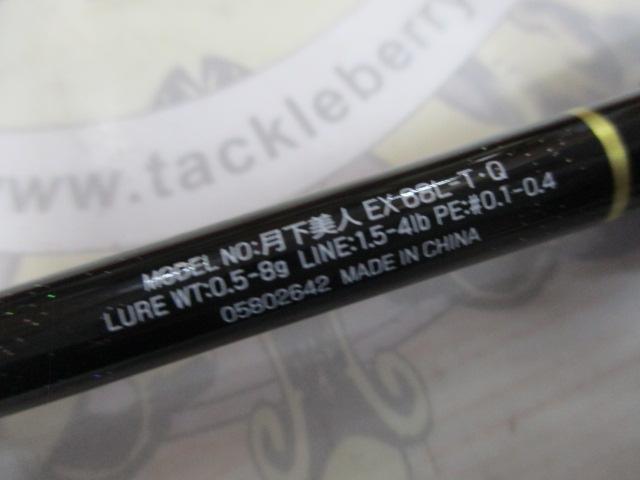 www.tackleberry
MODEL NO:月下美人 EX 68L-T・Q
LURE WT:0.5-8g LINE:1.5-4lb PE:#0.1-0.4
05802642 MADE IN CHINA